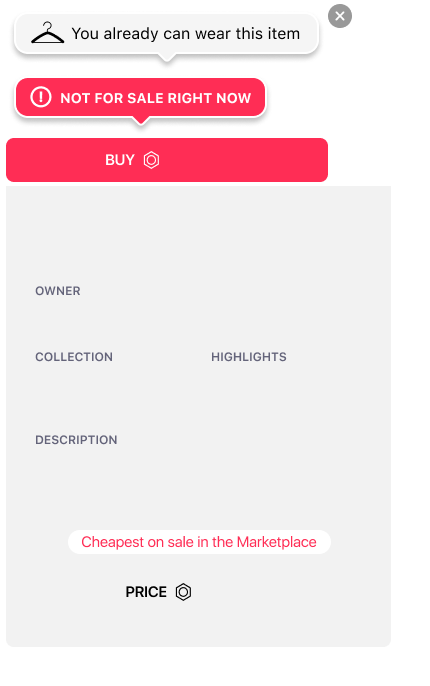 You already can wear this item
NOT FOR SALE RIGHT NOW
BUY
OWNER
COLLECTION
HIGHLIGHTS
DESCRIPTION
Cheapest on sale in the Marketplace
PRICE